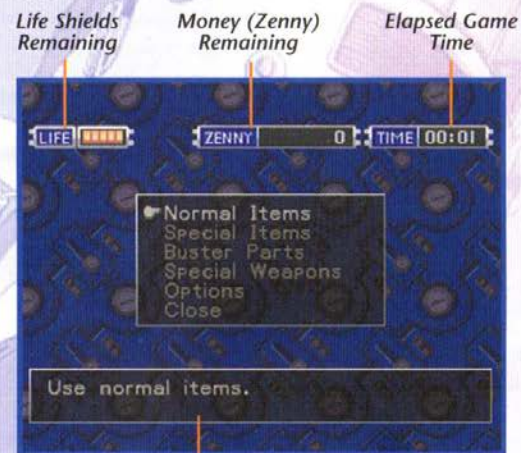 Life Shields
Remaining
Money (Zenny)
Remaining
Elapsed Game
Time
LIFE
ZENNY 0
TIME 00:01
Normal Items
Special Items
Buster Parts
Special Weapons
Options
Close
Use normal items.